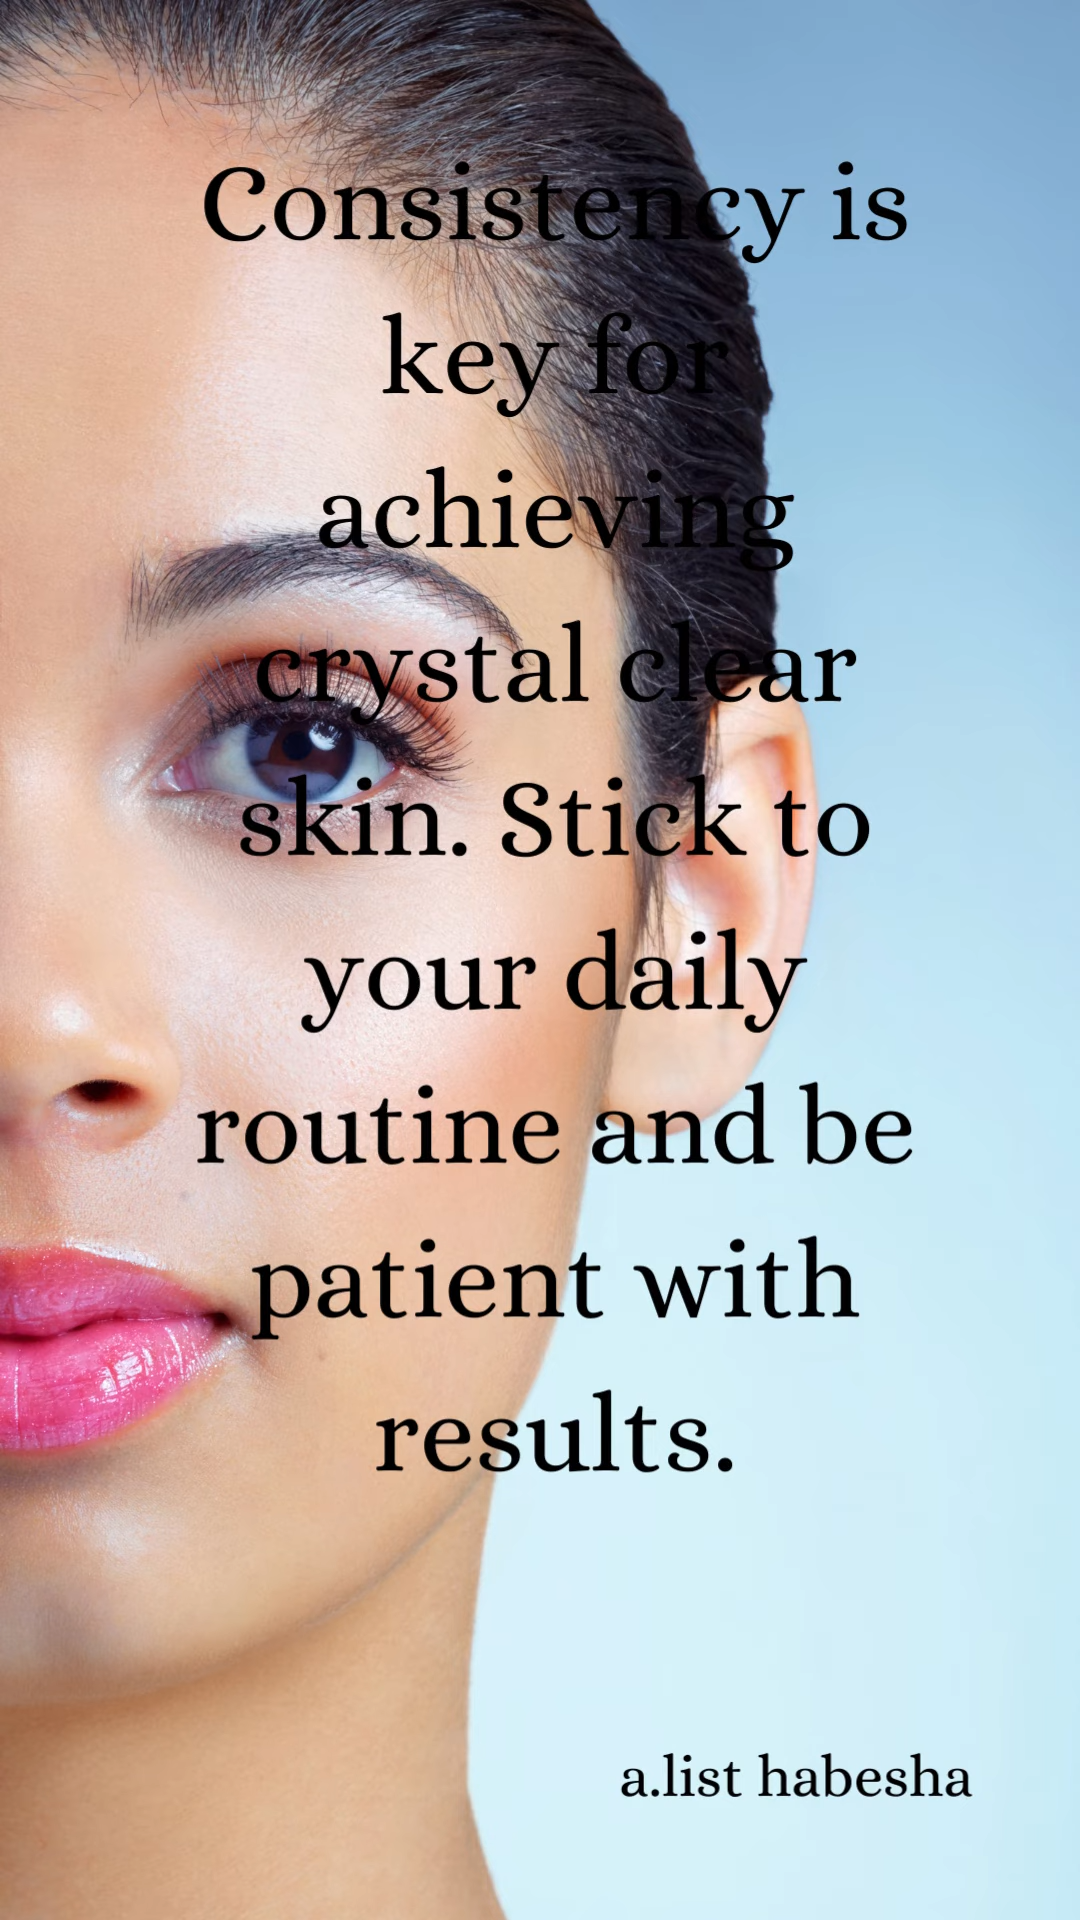 Consistency is
key for
achieving
crystal clear
skin. Stick to
your daily
routine and be
patient with
results.
a.list habesha